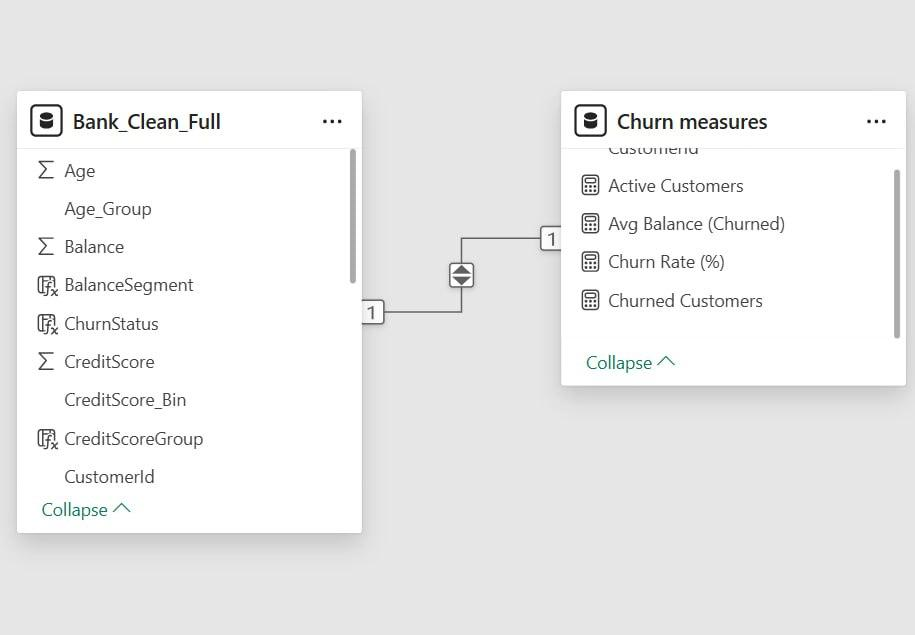 Bank_Clean_Full
Age
Age_Group
Balance
BalanceSegment
ChurnStatus
CreditScore
CreditScore_Bin
CreditScoreGroup
CustomerId
Collapse
1
1
Churn measures
CustomerId
Active Customers
Avg Balance (Churned)
Churn Rate (%)
Churned Customers
Collapse